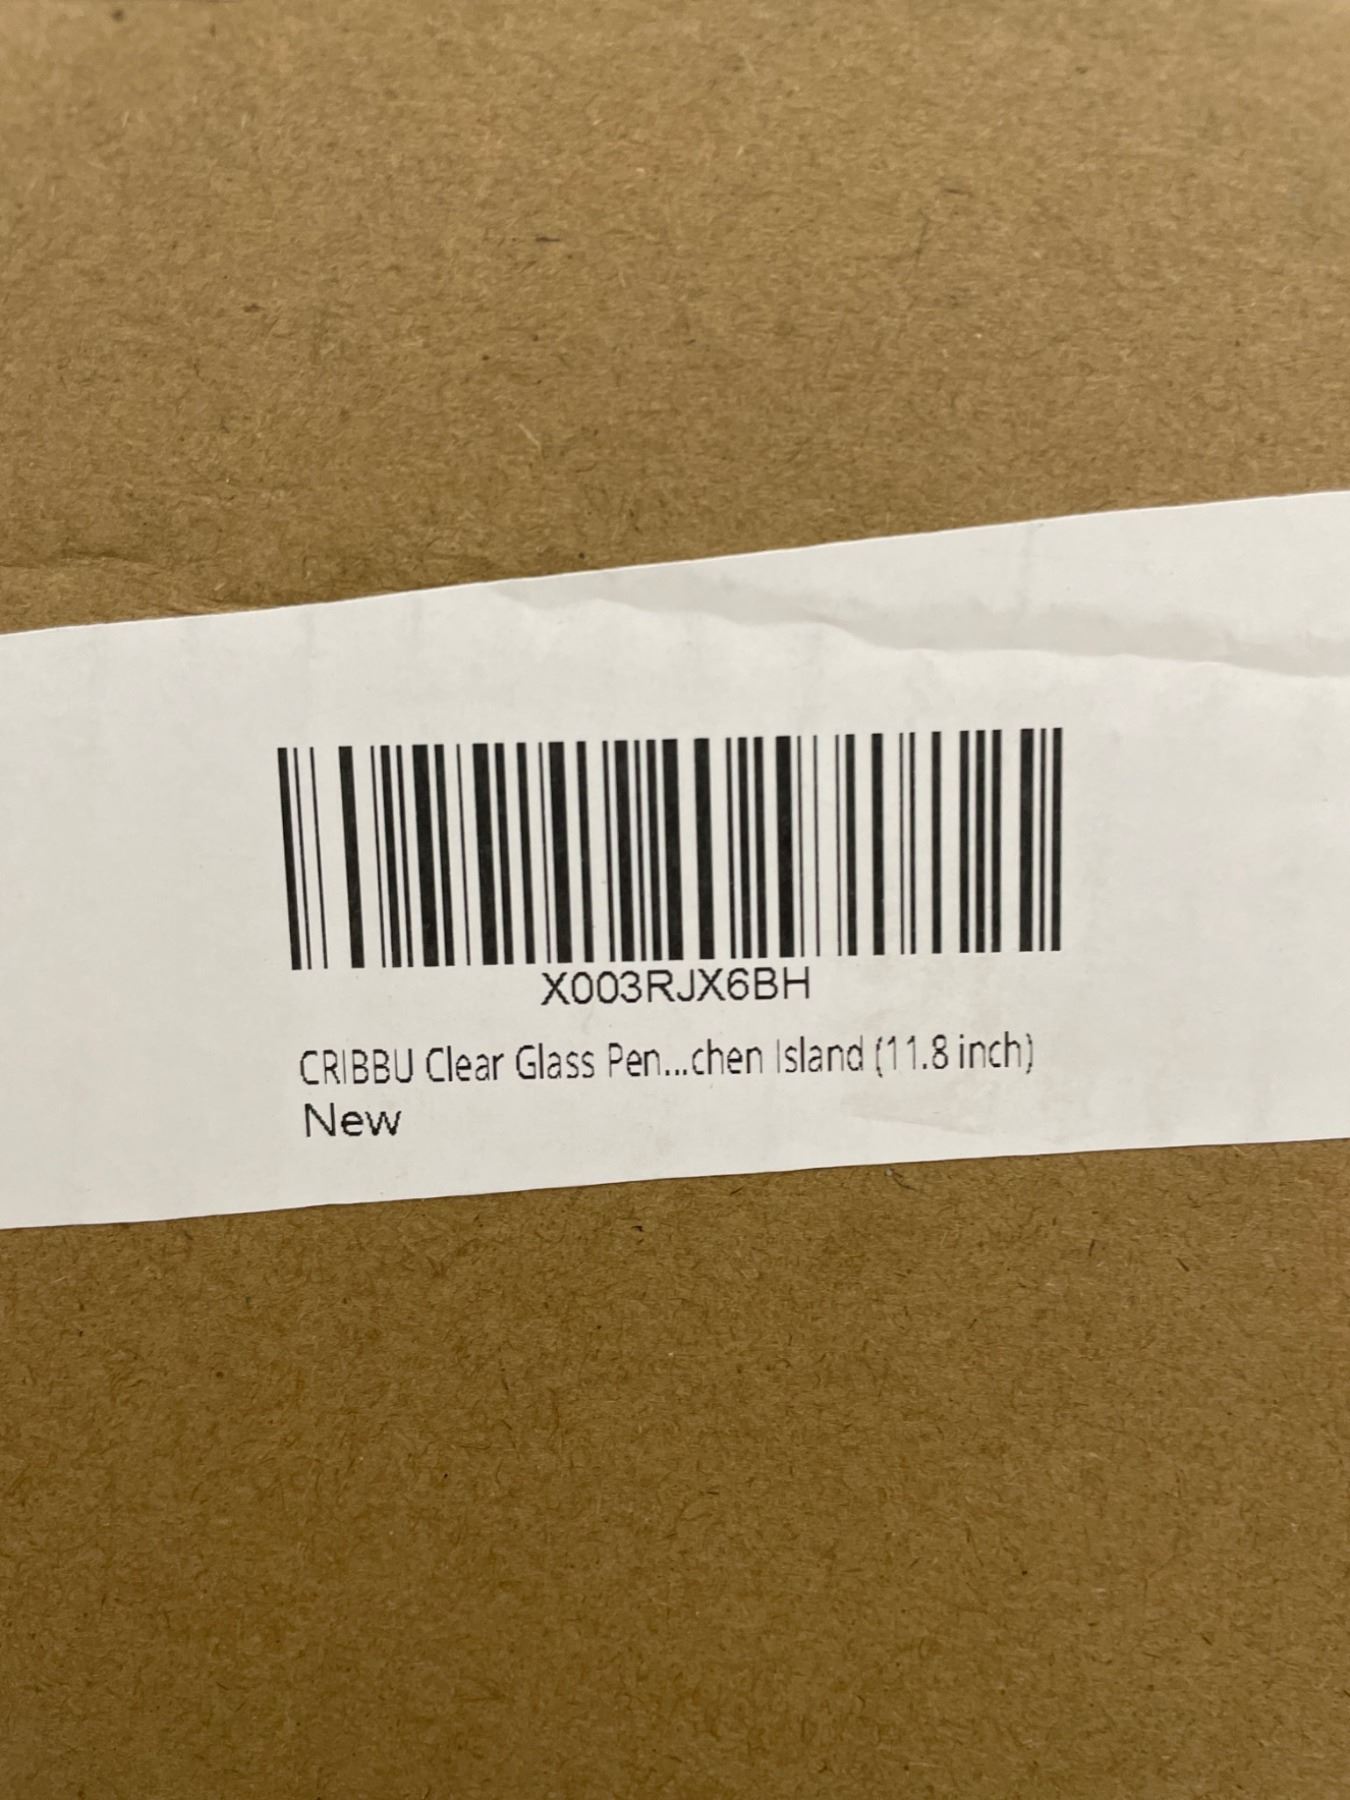 X003RJX6BH
CRIBBU Clear Glass Pen...chen Island (11.8 inch)
New